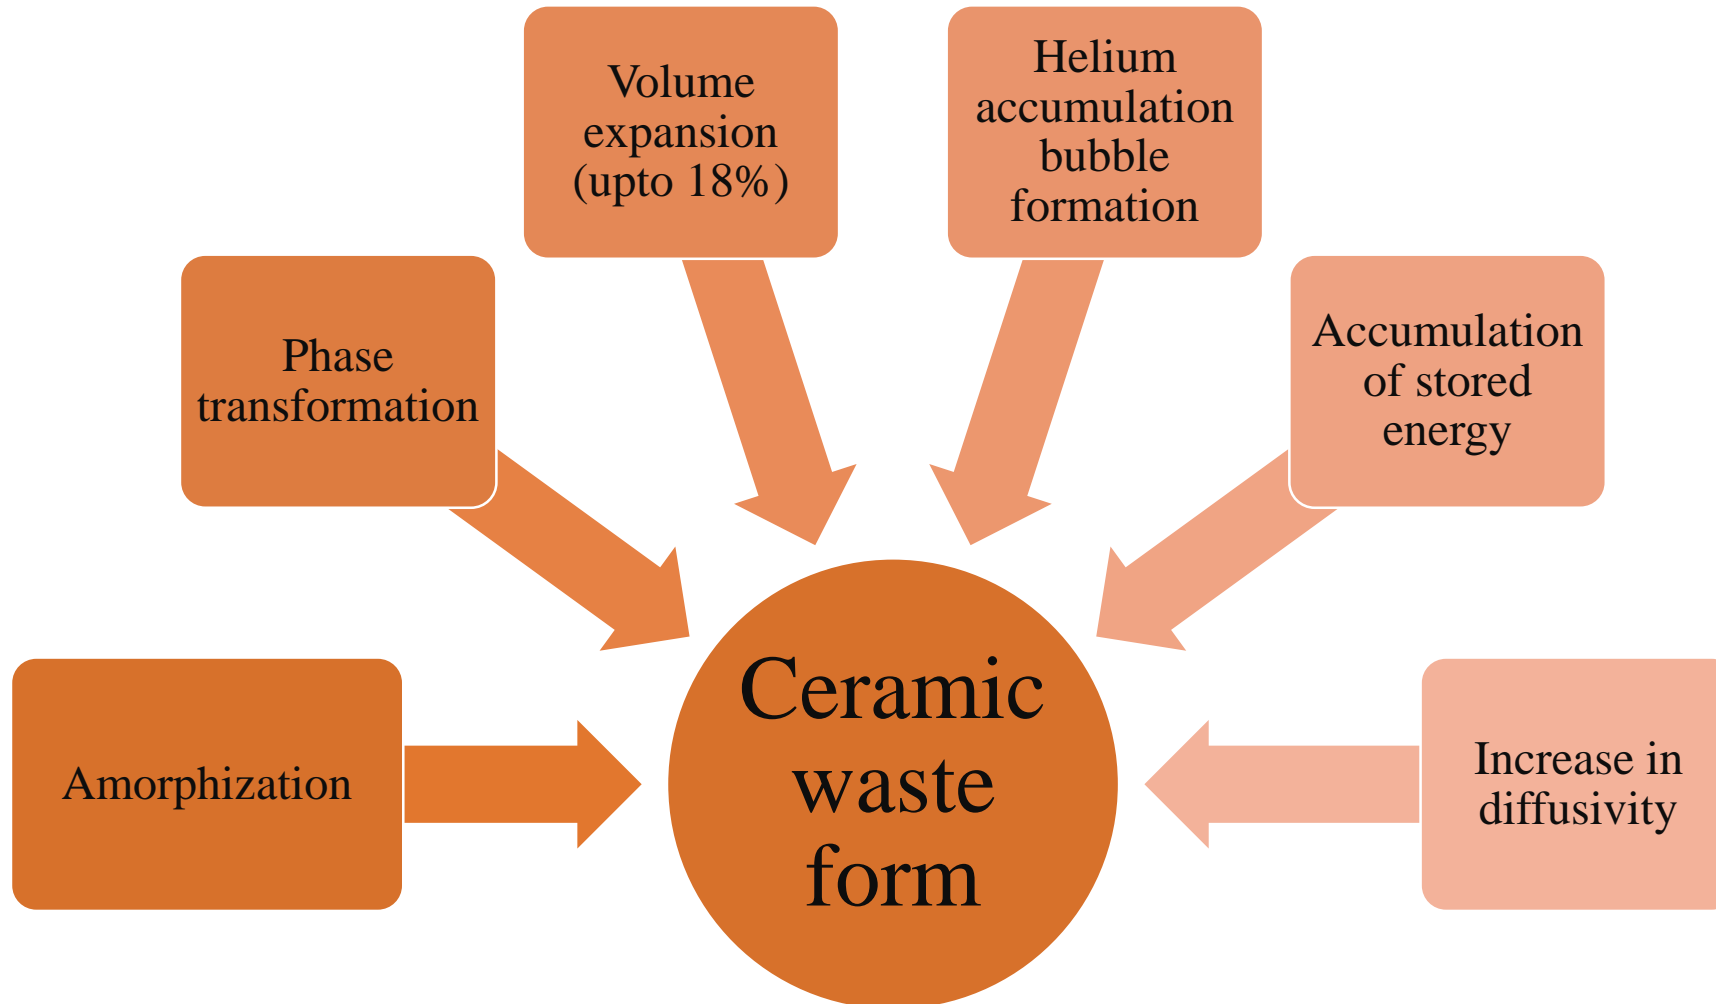 Volume
expansion
(upto 18%)
Helium
accumulation
bubble
formation
Phase
transformation
Accumulation
of stored
energy
Amorphization
Ceramic
waste
form
Increase in
diffusivity